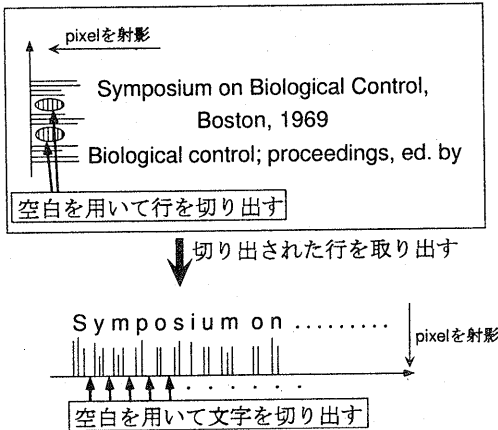 pixelを射影
Symposium on Biological Control,
Boston, 1969
Biological control; proceedings, ed. by
空白を用いて行を切り出す
切り出された行を取り出す
Symposium on .........
pixelを射影
......
空白を用いて文字を切り出す